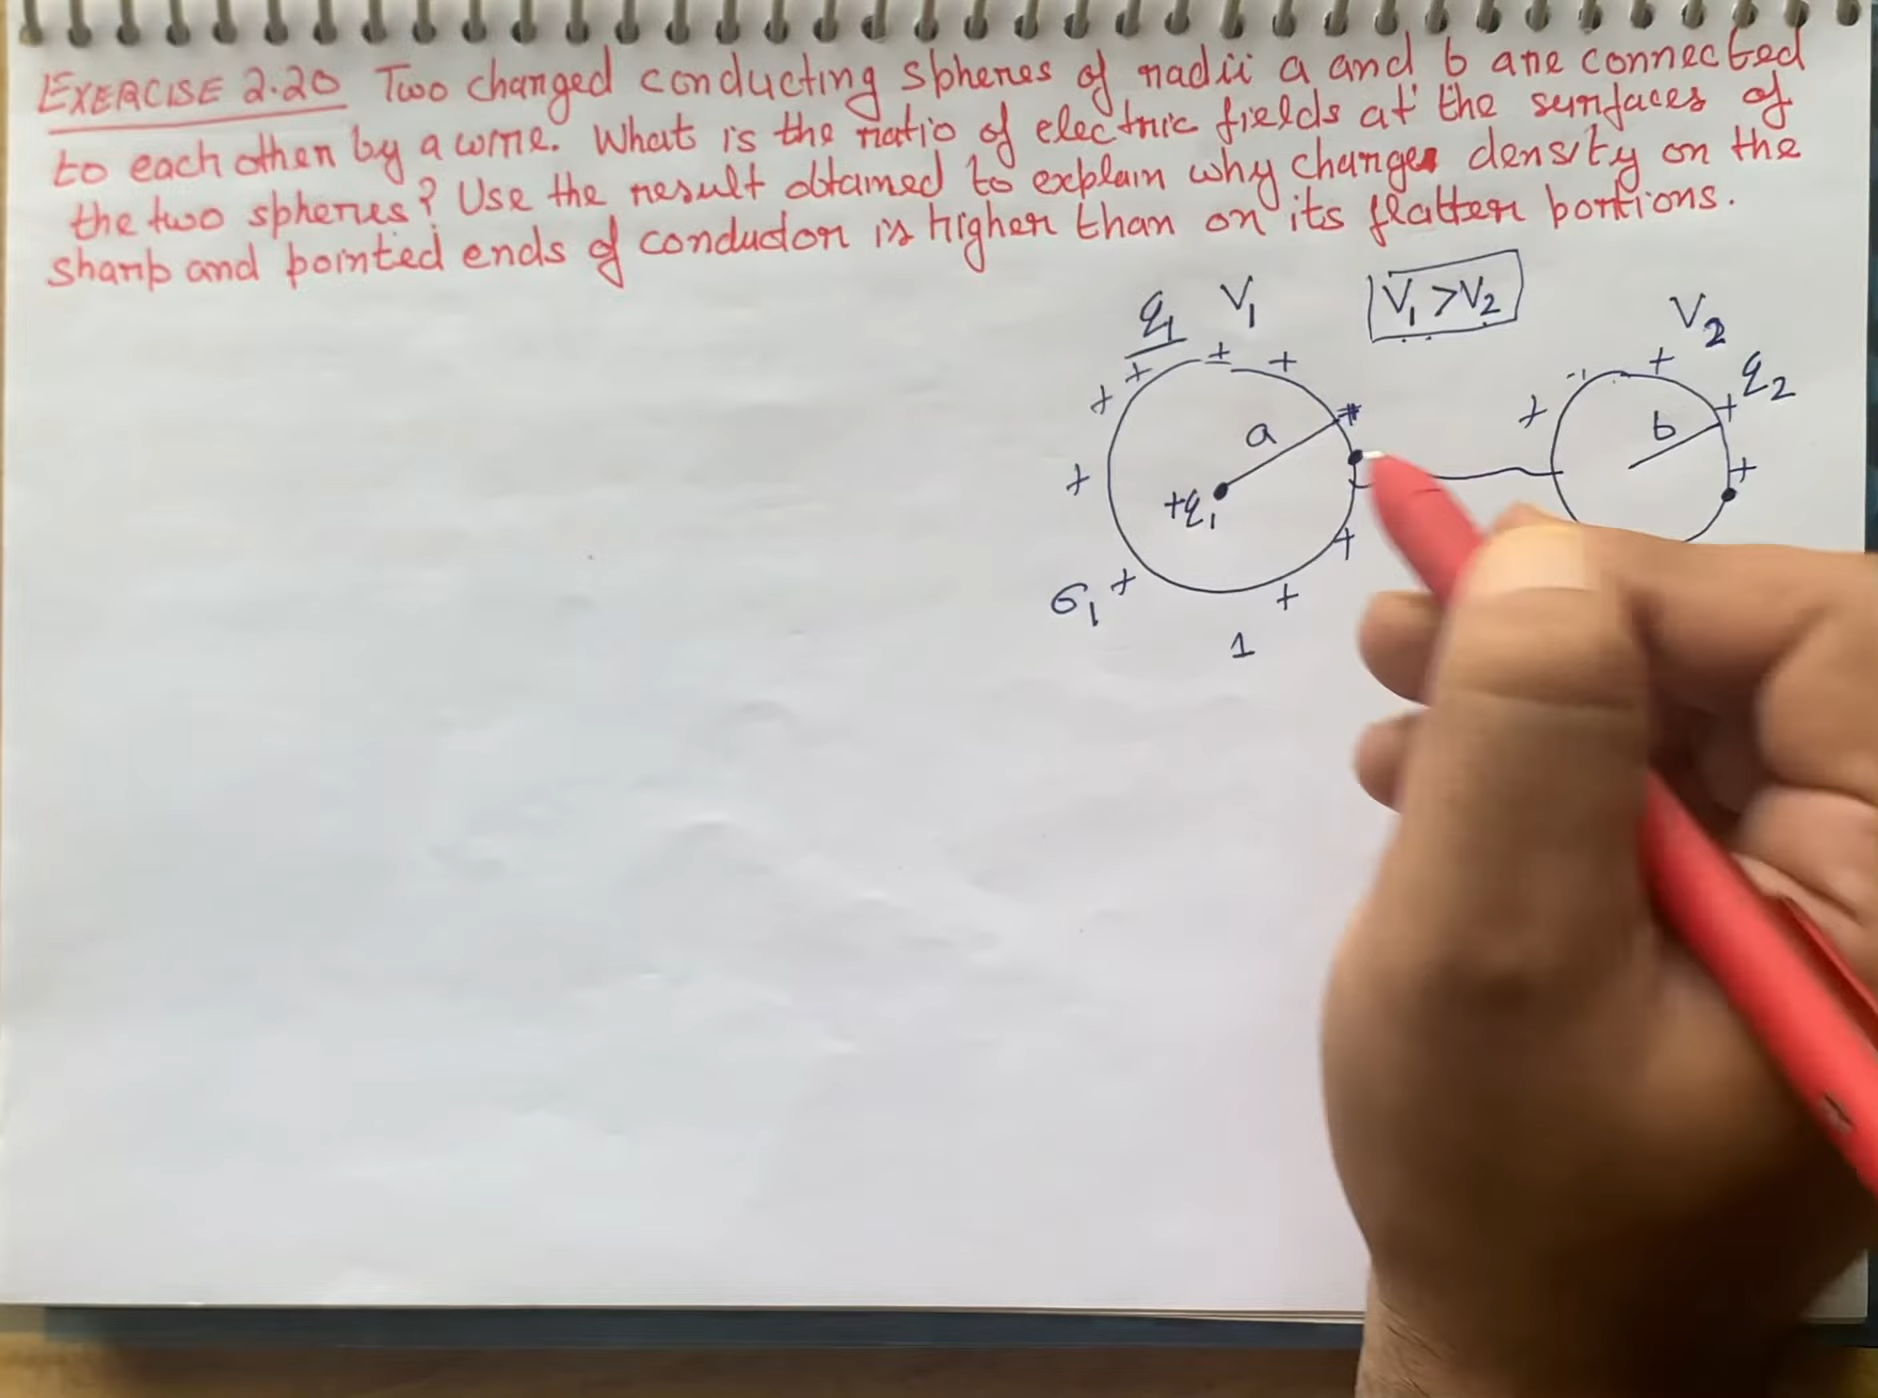 EXERCISE 2.20 Two charged conducting spheres of radii a and b are connected
to each other by a wire. What is the ratio of electric fields at the surfaces of
the two spheres? Use the result obtained to explain why charge density on the
sharp and pointed ends of conductor is higher than on its flatter portions.
q₁ V₁ V₁ >V₂ V₂
q₂
a b
+q₁
σ₁
1